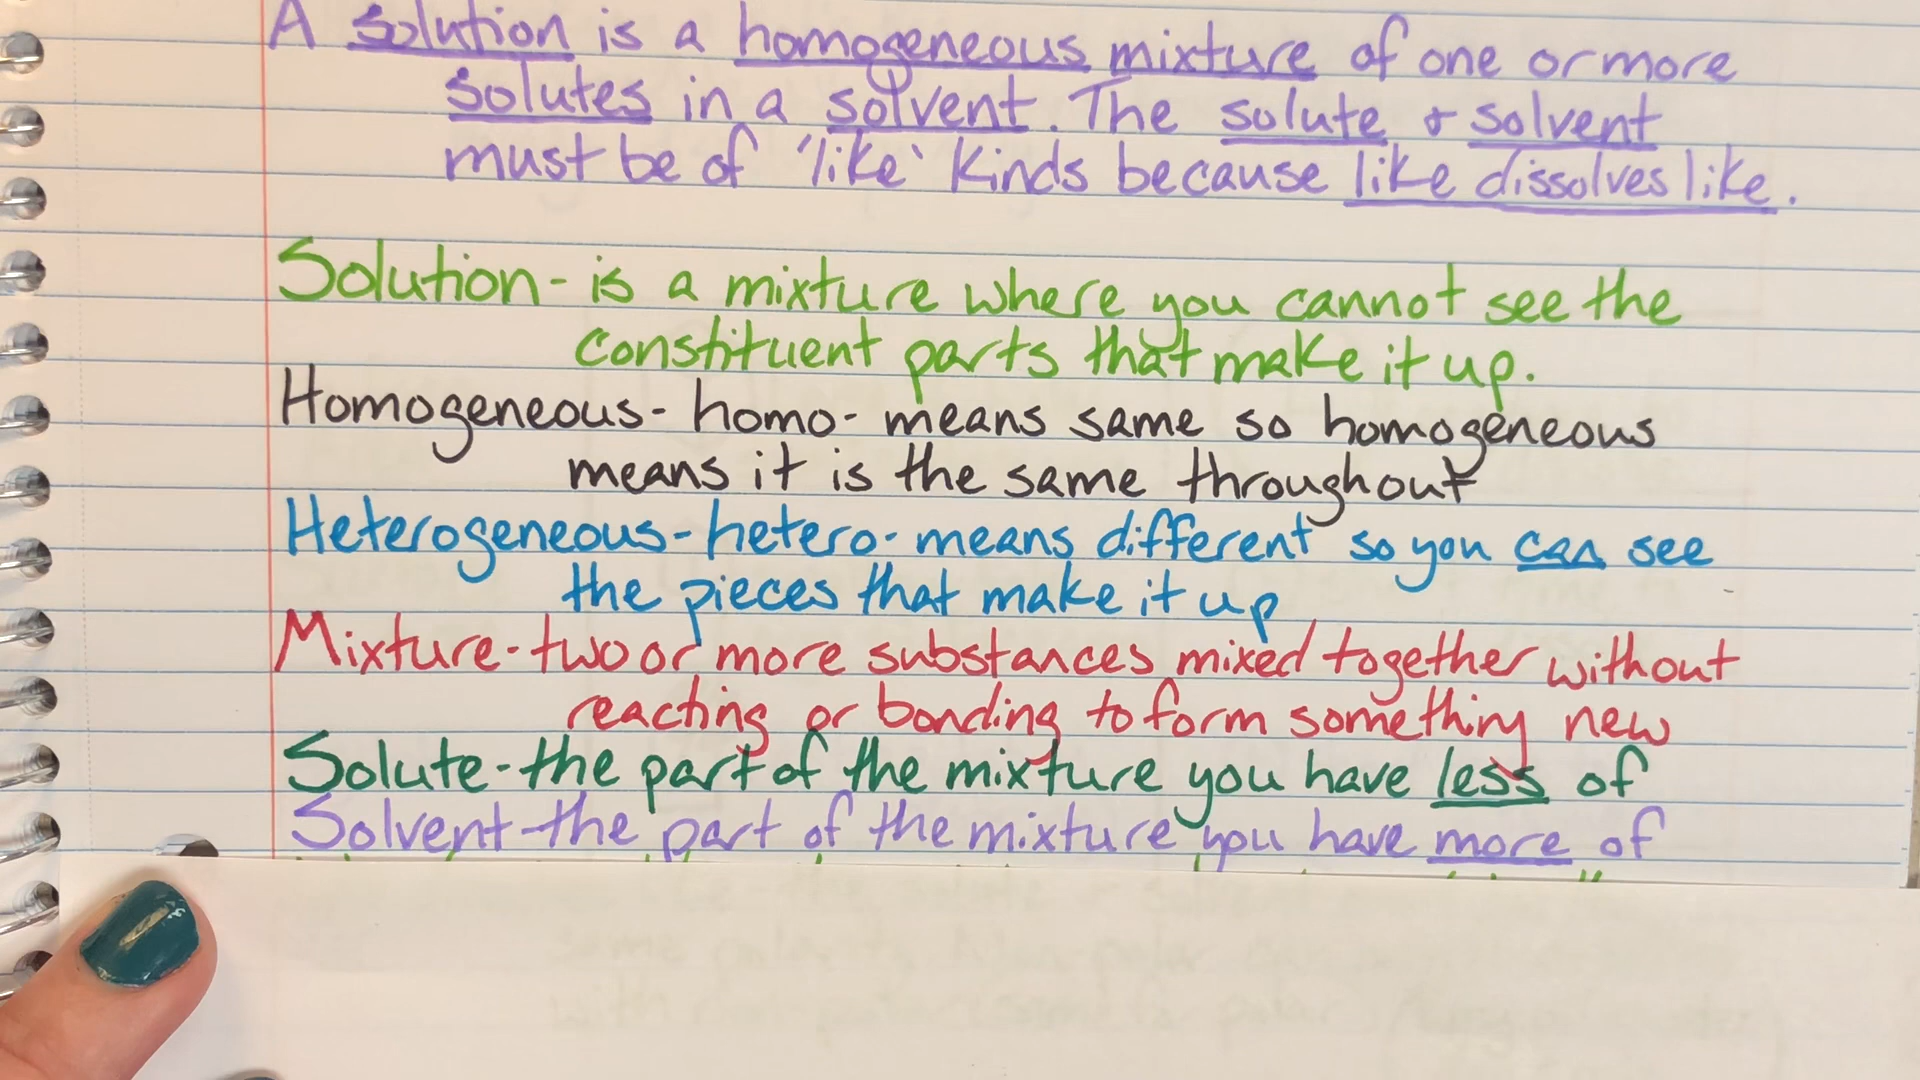 A solution is a homogeneous mixture of one or more
solutes in a solvent. The solute & solvent
must be of 'like' kinds because like dissolves like.
Solution - is a mixture where you cannot see the
constituent parts that make it up.
Homogeneous - homo - means same so homogeneous
means it is the same throughout
Heterogeneous - hetero - means different so you can see
the pieces that make it up
Mixture - two or more substances mixed together without
reacting or bonding to form something new
Solute - the part of the mixture you have less of
Solvent - the part of the mixture you have more of